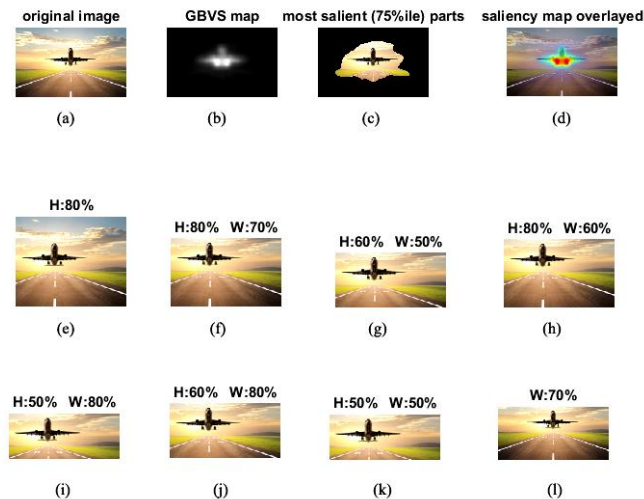 original image
GBVS map
most salient (75%ile) parts
saliency map overlayed
(a)
(b)
(c)
(d)
H:80%
H:80% W:70%
H:60% W:50%
H:80% W:60%
(e)
(f)
(g)
(h)
H:50% W:80%
H:60% W:80%
H:50% W:50%
W:70%
(i)
(j)
(k)
(l)